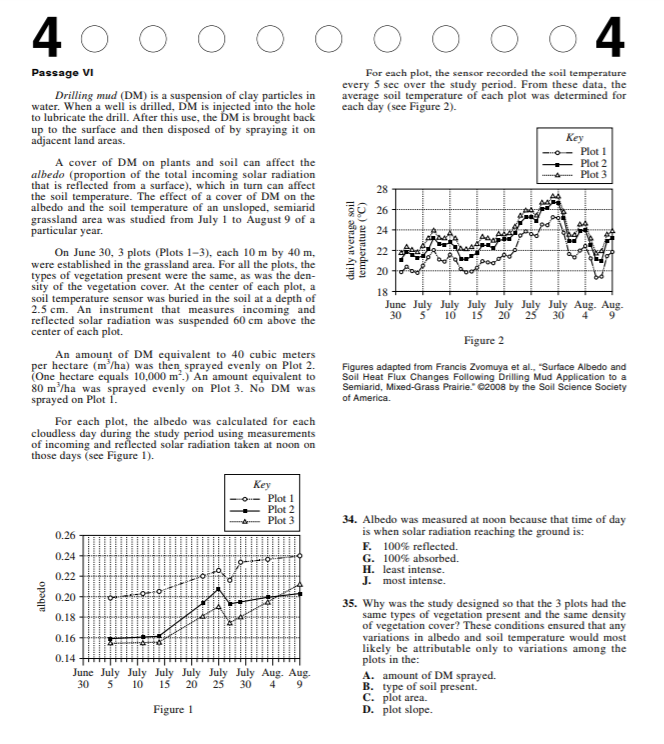 4 4
Passage VI
Drilling mud (DM) is a suspension of clay particles in
water. When a well is drilled, DM is injected into the hole
to lubricate the drill. After this use, the DM is brought back
up to the surface and then disposed of by spraying it on
adjacent land areas.
A cover of DM on plants and soil can affect the
albedo (proportion of the total incoming solar radiation
that is reflected from a surface), which in turn can affect
the soil temperature. The effect of a cover of DM on the
albedo and the soil temperature of an unsloped, semiarid
grassland area was studied from July 1 to August 9 of a
particular year.
On June 30, 3 plots (Plots 1–3), each 10 m by 40 m,
were established in the grassland area. For all the plots, the
types of vegetation present were the same, as was the den-
sity of the vegetation cover. At the center of each plot, a
soil temperature sensor was buried in the soil at a depth of
2.5 cm. An instrument that measures incoming and
reflected solar radiation was suspended 60 cm above the
center of each plot.
An amount of DM equivalent to 40 cubic meters
per hectare (m³/ha) was then sprayed evenly on Plot 2.
(One hectare equals 10,000 m².) An amount equivalent to
80 m³/ha was sprayed evenly on Plot 3. No DM was
sprayed on Plot 1.
For each plot, the albedo was calculated for each
cloudless day during the study period using measurements
of incoming and reflected solar radiation taken at noon on
those days (see Figure 1).
Key
Plot 1
Plot 2
Plot 3
albedo
0.26
0.24
0.22
0.20
0.18
0.16
0.14
June July July July July July July Aug. Aug.
30 5 10 15 20 25 30 4 9
Figure 1
For each plot, the sensor recorded the soil temperature
every 5 sec over the study period. From these data, the
average soil temperature of each plot was determined for
each day (see Figure 2).
Key
Plot 1
Plot 2
Plot 3
daily average soil
temperature (°C)
28
26
24
22
20
18
June July July July July July July Aug. Aug.
30 5 10 15 20 25 30 4 9
Figure 2
Figures adapted from Francis Zvomuya et al., "Surface Albedo and
Soil Heat Flux Changes Following Drilling Mud Application to a
Semiarid, Mixed-Grass Prairie." ©2008 by the Soil Science Society
of America.
34. Albedo was measured at noon because that time of day
is when solar radiation reaching the ground is:
F. 100% reflected.
G. 100% absorbed.
H. least intense.
J. most intense.
35. Why was the study designed so that the 3 plots had the
same types of vegetation present and the same density
of vegetation cover? These conditions ensured that any
variations in albedo and soil temperature would most
likely be attributable only to variations among the
plots in the:
A. amount of DM sprayed.
B. type of soil present.
C. plot area.
D. plot slope.